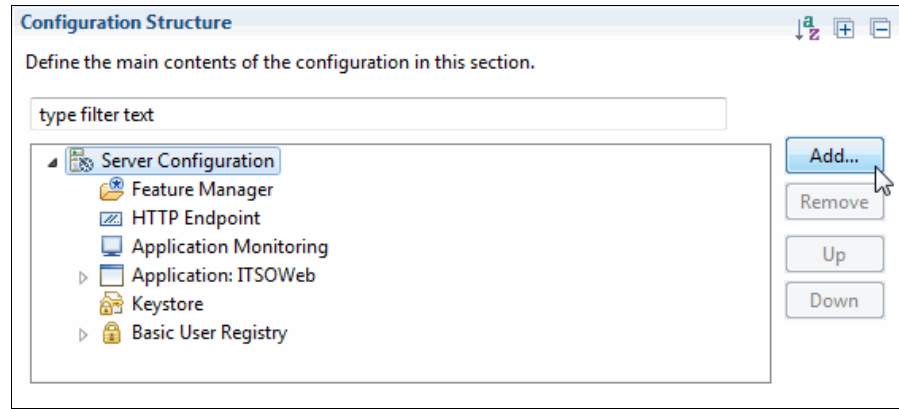 Configuration Structure
a
z
Define the main contents of the configuration in this section.
type filter text
Server Configuration
Feature Manager
HTTP Endpoint
Application Monitoring
Application: ITSOWeb
Keystore
Basic User Registry
Add...
Remove
Up
Down